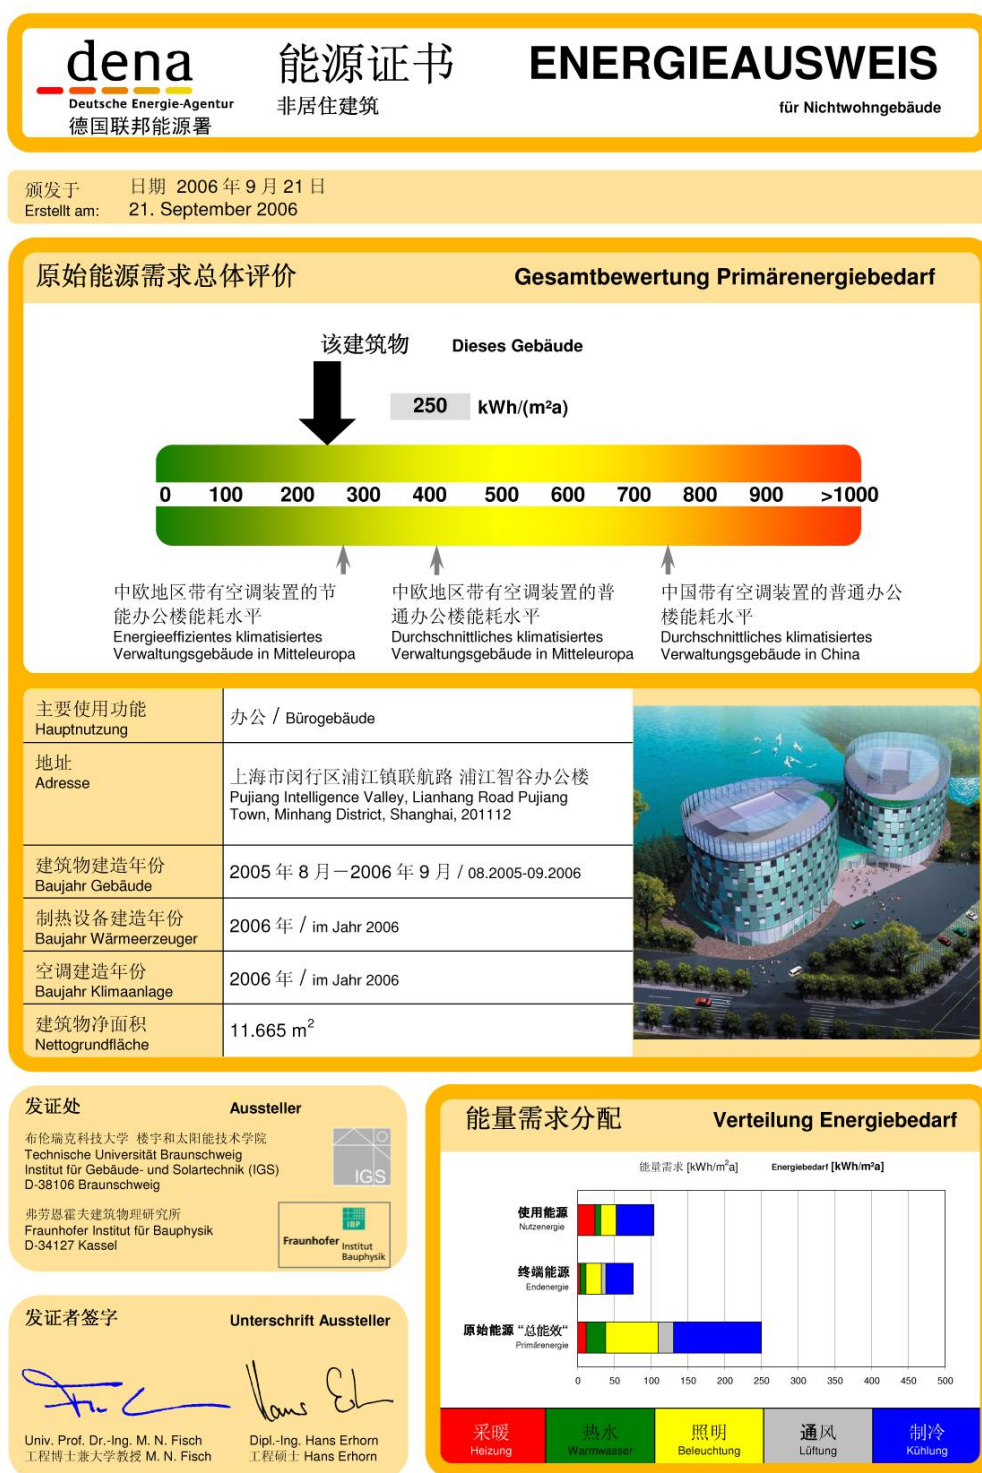 dena
Deutsche Energie-Agentur
德国联邦能源署
能源证书
非居住建筑
ENERGIEAUSWEIS
für Nichtwohngebäude
颁发于 日期 2006 年 9 月 21 日
Erstellt am: 21. September 2006
原始能源需求总体评价 Gesamtbewertung Primärenergiebedarf
该建筑物 Dieses Gebäude
250 kWh/(m²a)
0 100 200 300 400 500 600 700 800 900 >1000
中欧地区带有空调装置的节
能办公楼能耗水平
Energieeffizientes klimatisiertes
Verwaltungsgebäude in Mitteleuropa
中欧地区带有空调装置的普
通办公楼能耗水平
Durchschnittliches klimatisiertes
Verwaltungsgebäude in Mitteleuropa
中国带有空调装置的普通办公
楼能耗水平
Durchschnittliches klimatisiertes
Verwaltungsgebäude in China
主要使用功能
Hauptnutzung
办公 / Bürogebäude
地址
Adresse
上海市闵行区浦江镇联航路 浦江智谷办公楼
Pujiang Intelligence Valley, Lianhang Road Pujiang
Town, Minhang District, Shanghai, 201112
建筑物建造年份
Baujahr Gebäude
2005 年 8 月－2006 年 9 月 / 08.2005-09.2006
制热设备建造年份
Baujahr Wärmeerzeuger
2006 年 / im Jahr 2006
空调建造年份
Baujahr Klimaanlage
2006 年 / im Jahr 2006
建筑物净面积
Nettogrundfläche
11.665 m²
发证处 Aussteller
布伦瑞克科技大学 楼宇和太阳能技术学院
Technische Universität Braunschweig
Institut für Gebäude- und Solartechnik (IGS)
D-38106 Braunschweig
IGS
弗劳恩霍夫建筑物理研究所
Fraunhofer Institut für Bauphysik
D-34127 Kassel
IBP
Fraunhofer Institut
Bauphysik
发证者签字 Unterschrift Aussteller
Hans Erh
Univ. Prof. Dr.-Ing. M. N. Fisch
工程博士兼大学教授 M. N. Fisch
Dipl.-Ing. Hans Erhorn
工程硕士 Hans Erhorn
能量需求分配 Verteilung Energiebedarf
能量需求 [kWh/m²a] Energiebedarf [kWh/m²a]
使用能源
Nutzenergie
终端能源
Endenergie
原始能源 “总能效“
Primärenergie
0 50 100 150 200 250 300 350 400 450 500
采暖
Heizung
热水
Warmwasser
照明
Beleuchtung
通风
Lüftung
制冷
Kühlung